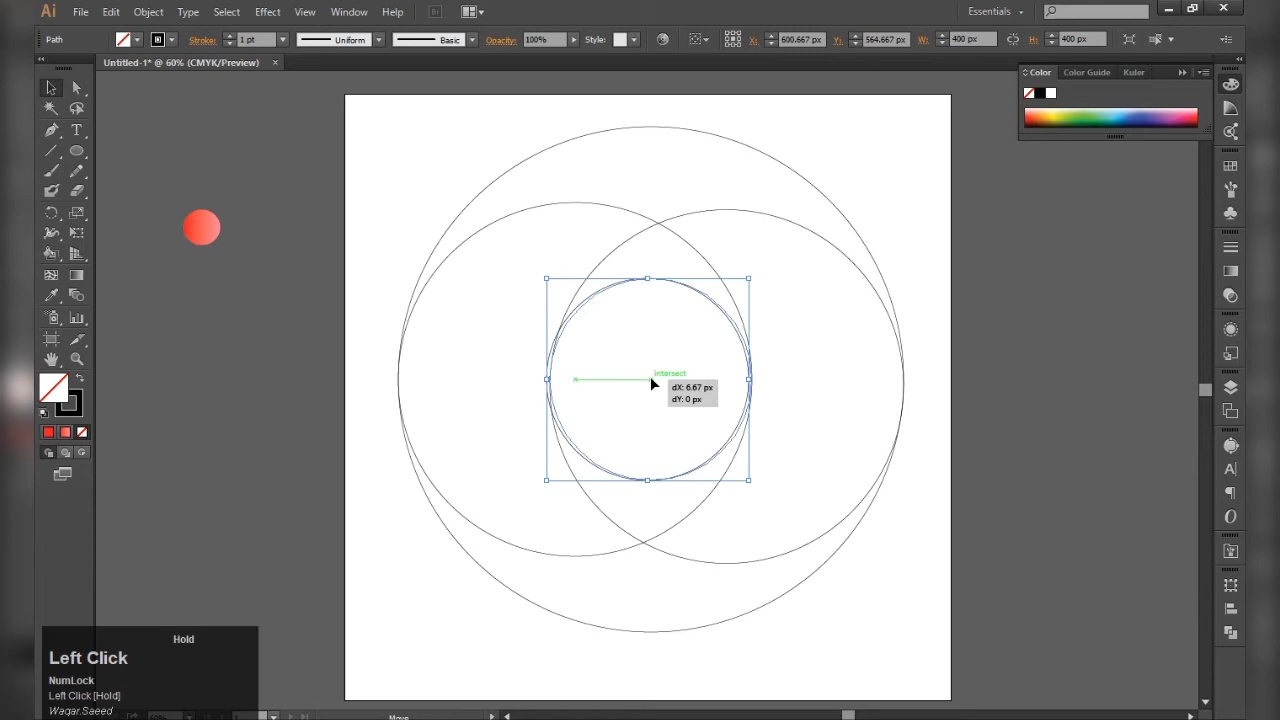 Ai File Edit Object Type Select Effect View Window Help Br Essentials
Path Stroke: 1 pt Uniform Basic Opacity: 100% Style: X: 600.667 px Y: 564.667 px W: 400 px H: 400 px
Untitled-1* @ 60% (CMYK/Preview) ×
Color Color Guide Kuler
intersect
dX: 6.67 px
dY: 0 px
Hold
Left Click
NumLock
Left Click [Hold]
Waqar.Saeed
Move